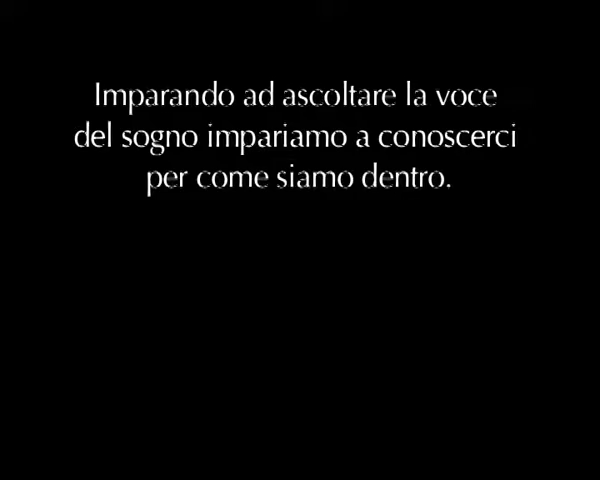 Imparando ad ascoltare la voce
del sogno impariamo a conoscerci
per come siamo dentro.